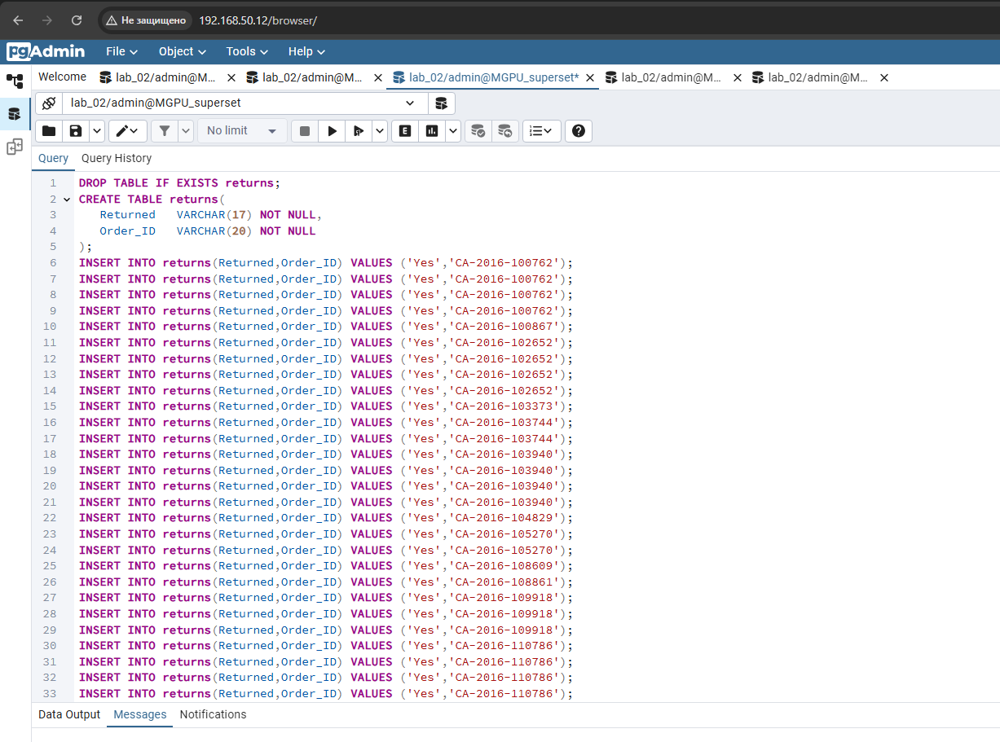 Не защищено 192.168.50.12/browser/
pgAdmin File Object Tools Help
Welcome lab_02/admin@M... lab_02/admin@M... lab_02/admin@MGPU_superset* lab_02/admin@M... lab_02/admin@M...
lab_02/admin@MGPU_superset
No limit E
Query Query History
1 DROP TABLE IF EXISTS returns;
2 CREATE TABLE returns(
3 Returned VARCHAR(17) NOT NULL,
4 Order_ID VARCHAR(20) NOT NULL
5 );
6 INSERT INTO returns(Returned,Order_ID) VALUES ('Yes','CA-2016-100762');
7 INSERT INTO returns(Returned,Order_ID) VALUES ('Yes','CA-2016-100762');
8 INSERT INTO returns(Returned,Order_ID) VALUES ('Yes','CA-2016-100762');
9 INSERT INTO returns(Returned,Order_ID) VALUES ('Yes','CA-2016-100762');
10 INSERT INTO returns(Returned,Order_ID) VALUES ('Yes','CA-2016-100867');
11 INSERT INTO returns(Returned,Order_ID) VALUES ('Yes','CA-2016-102652');
12 INSERT INTO returns(Returned,Order_ID) VALUES ('Yes','CA-2016-102652');
13 INSERT INTO returns(Returned,Order_ID) VALUES ('Yes','CA-2016-102652');
14 INSERT INTO returns(Returned,Order_ID) VALUES ('Yes','CA-2016-102652');
15 INSERT INTO returns(Returned,Order_ID) VALUES ('Yes','CA-2016-103373');
16 INSERT INTO returns(Returned,Order_ID) VALUES ('Yes','CA-2016-103744');
17 INSERT INTO returns(Returned,Order_ID) VALUES ('Yes','CA-2016-103744');
18 INSERT INTO returns(Returned,Order_ID) VALUES ('Yes','CA-2016-103940');
19 INSERT INTO returns(Returned,Order_ID) VALUES ('Yes','CA-2016-103940');
20 INSERT INTO returns(Returned,Order_ID) VALUES ('Yes','CA-2016-103940');
21 INSERT INTO returns(Returned,Order_ID) VALUES ('Yes','CA-2016-103940');
22 INSERT INTO returns(Returned,Order_ID) VALUES ('Yes','CA-2016-104829');
23 INSERT INTO returns(Returned,Order_ID) VALUES ('Yes','CA-2016-105270');
24 INSERT INTO returns(Returned,Order_ID) VALUES ('Yes','CA-2016-105270');
25 INSERT INTO returns(Returned,Order_ID) VALUES ('Yes','CA-2016-108609');
26 INSERT INTO returns(Returned,Order_ID) VALUES ('Yes','CA-2016-108861');
27 INSERT INTO returns(Returned,Order_ID) VALUES ('Yes','CA-2016-109918');
28 INSERT INTO returns(Returned,Order_ID) VALUES ('Yes','CA-2016-109918');
29 INSERT INTO returns(Returned,Order_ID) VALUES ('Yes','CA-2016-109918');
30 INSERT INTO returns(Returned,Order_ID) VALUES ('Yes','CA-2016-110786');
31 INSERT INTO returns(Returned,Order_ID) VALUES ('Yes','CA-2016-110786');
32 INSERT INTO returns(Returned,Order_ID) VALUES ('Yes','CA-2016-110786');
33 INSERT INTO returns(Returned,Order_ID) VALUES ('Yes','CA-2016-110786');
Data Output Messages Notifications